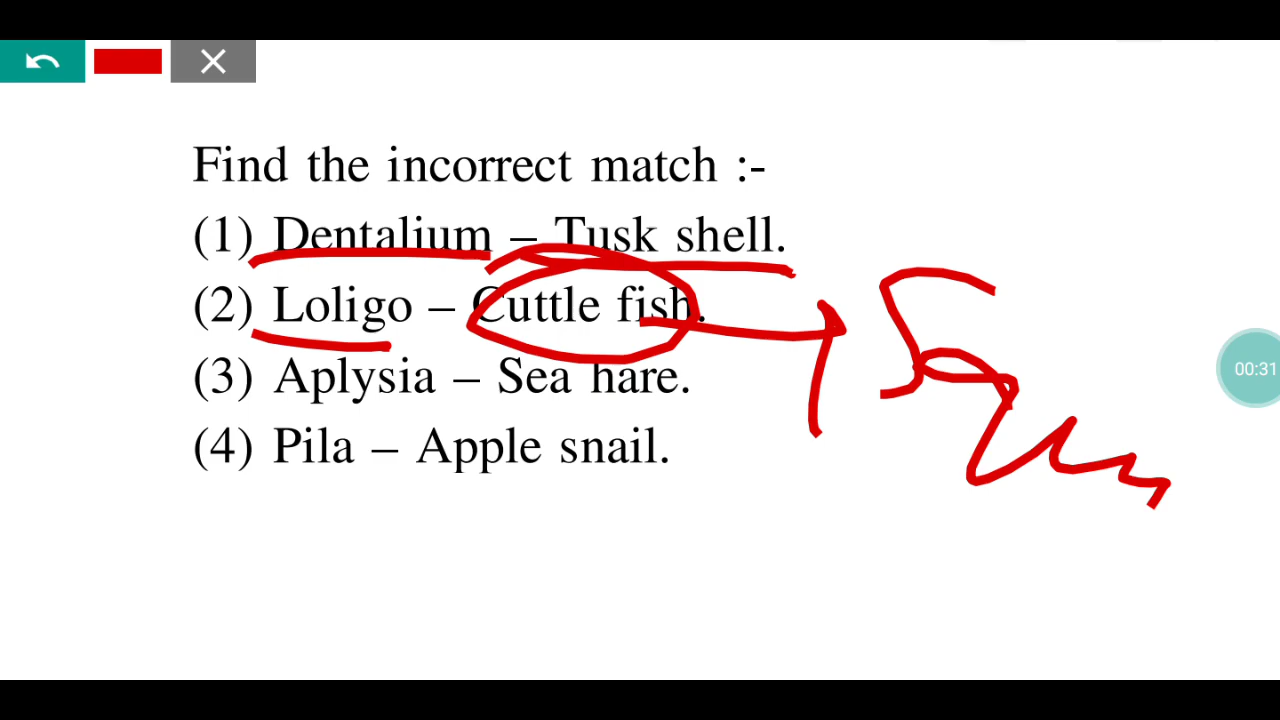 Find the incorrect match :-
(1) Dentalium – Tusk shell.
(2) Loligo – Cuttle fish.
(3) Aplysia – Sea hare.
(4) Pila – Apple snail.
00:31